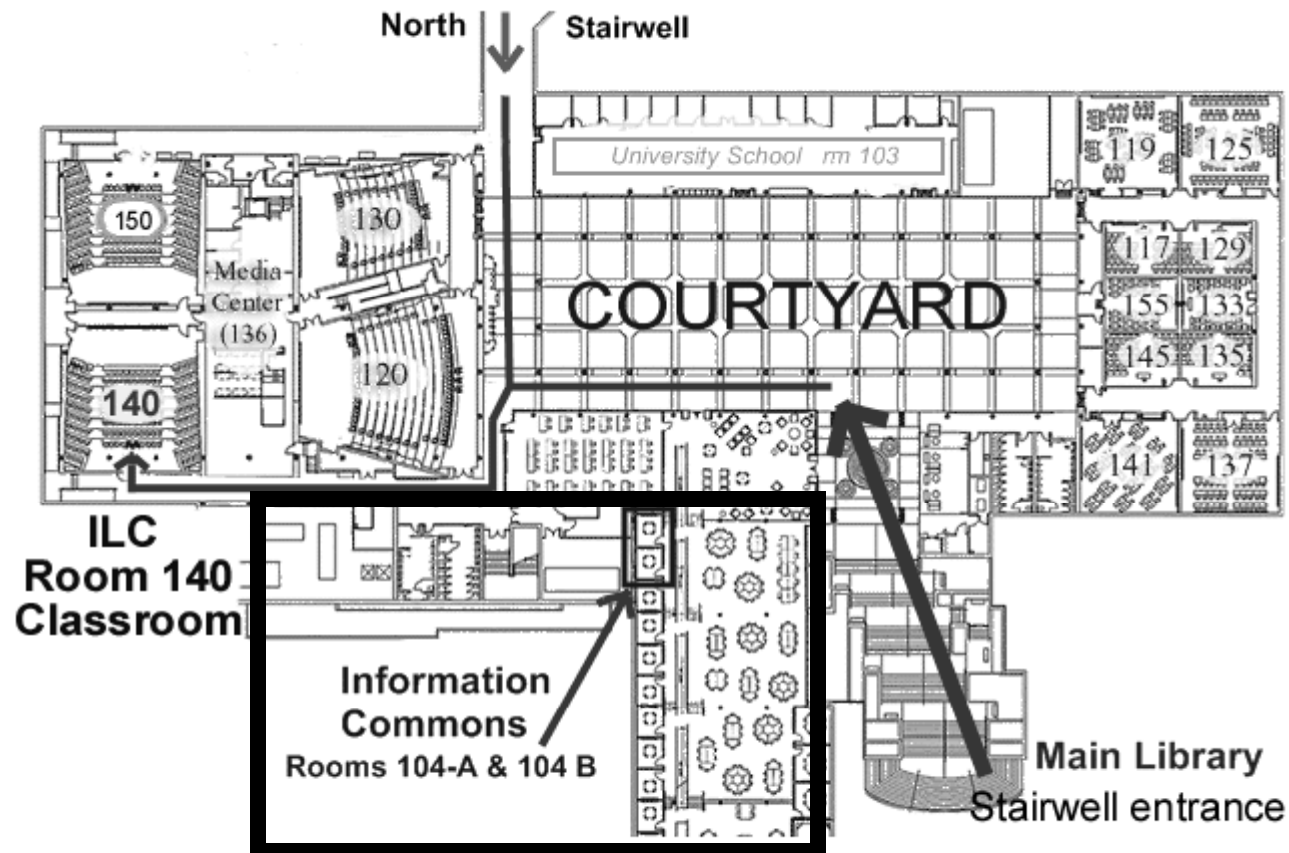 North
Stairwell
University School rm 103
119
125
150
130
117
129
Media
Center
(136)
COURTYARD
155
133
145
135
120
140
141
137
ILC
Room 140
Classroom
Information
Commons
Rooms 104-A & 104 B
Main Library
Stairwell entrance